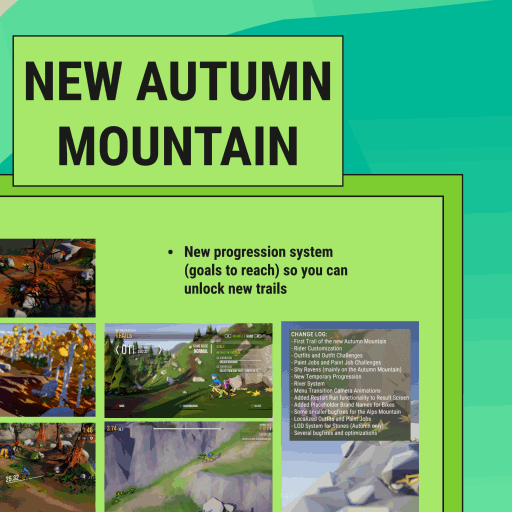 NEW AUTUMN
MOUNTAIN
• New progression system
(goals to reach) so you can
unlock new trails
TRAILS
01
NORMAL
CHANGE LOG:
- First Trail of the new Autumn Mountain
- Rider Customization
- Outfits and Outfit Challenges
- Paint Jobs and Paint Job Challenges
- Shy Ravens (mainly on the Autumn Mountain)
- New Temporary Progression
- River System
- Menu Transition Camera Animations
- Added Restart Run functionality to Result Screen
- Added Placeholder Brand Names for Bikes
- Some smaller bugfixes for the Alps Mountain
- Localized Outfits and Paint Jobs
- LOD System for Stones (Autumn only)
- Several bugfixes and optimizations